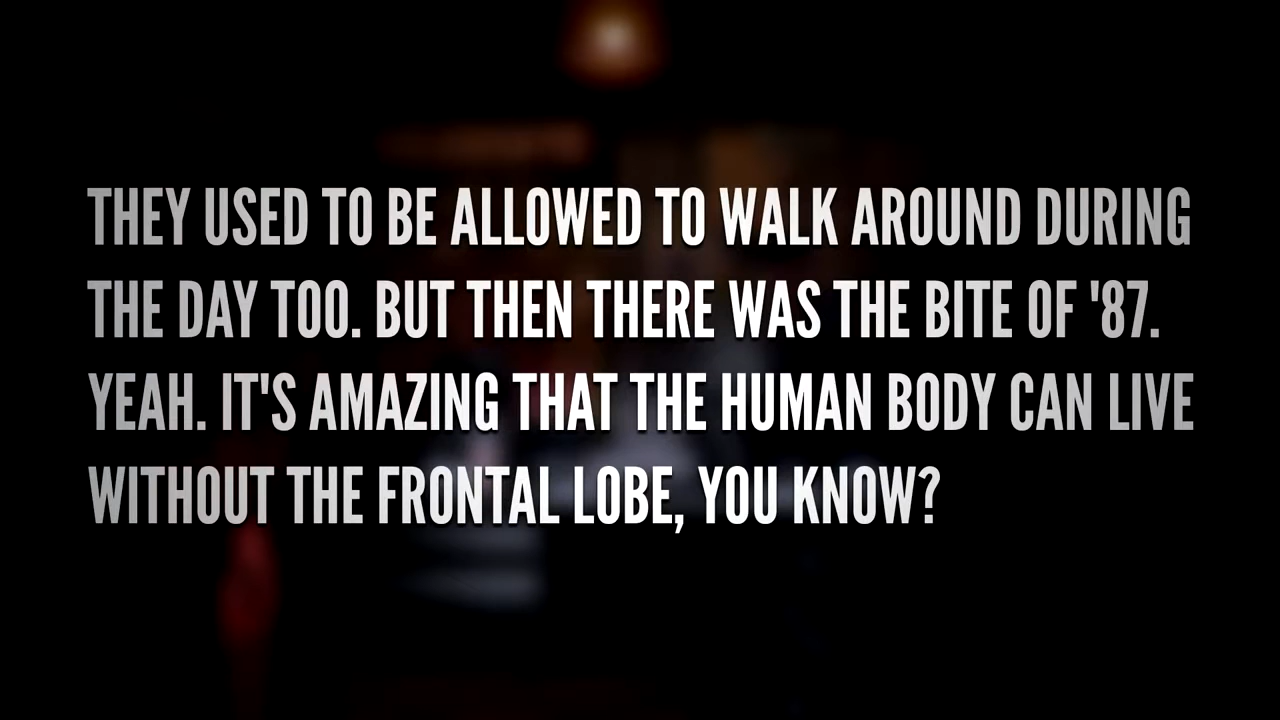 THEY USED TO BE ALLOWED TO WALK AROUND DURING
THE DAY TOO. BUT THEN THERE WAS THE BITE OF '87.
YEAH. IT'S AMAZING THAT THE HUMAN BODY CAN LIVE
WITHOUT THE FRONTAL LOBE, YOU KNOW?